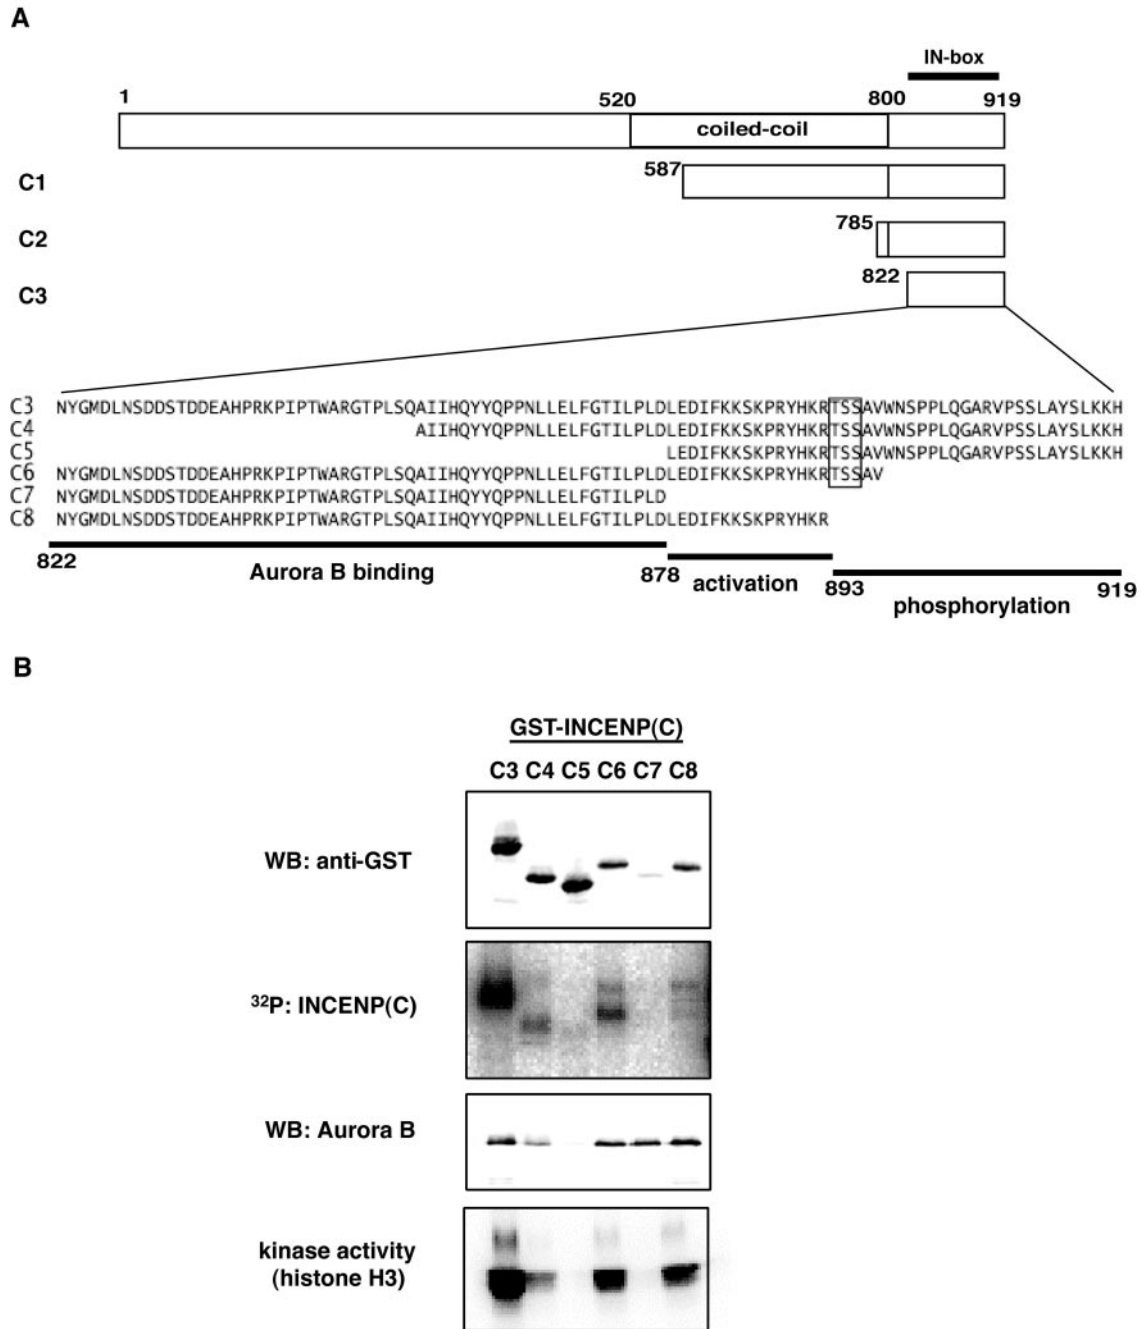 A
IN-box
1 520 800 919
coiled-coil
C1 587
C2 785
C3 822
C3 NYGMDLNSDDSTDDEAHPRKPIPTWARGTPLSQAIIHQYYQPPNLLELFGTILPLDLEDIFKKSKPRYHKRTSSAVWNSPPLQGARVPSSLAYSLKKH
C4 AIIHQYYQPPNLLELFGTILPLDLEDIFKKSKPRYHKRTSSAVWNSPPLQGARVPSSLAYSLKKH
C5 LEDIFKKSKPRYHKRTSSAVWNSPPLQGARVPSSLAYSLKKH
C6 NYGMDLNSDDSTDDEAHPRKPIPTWARGTPLSQAIIHQYYQPPNLLELFGTILPLDLEDIFKKSKPRYHKRTSSAV
C7 NYGMDLNSDDSTDDEAHPRKPIPTWARGTPLSQAIIHQYYQPPNLLELFGTILPLD
C8 NYGMDLNSDDSTDDEAHPRKPIPTWARGTPLSQAIIHQYYQPPNLLELFGTILPLDLEDIFKKSKPRYHKR
822 Aurora B binding 878 activation 893 phosphorylation 919
B
GST-INCENP(C)
C3 C4 C5 C6 C7 C8
WB: anti-GST
32P: INCENP(C)
WB: Aurora B
kinase activity
(histone H3)